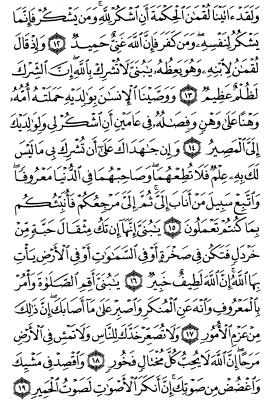 وَلَقَدْ ءَاتَيْنَا لُقْمَٰنَ ٱلْحِكْمَةَ أَنِ ٱشْكُرْ لِلَّهِ ۚ وَمَن يَشْكُرْ فَإِنَّمَا
يَشْكُرُ لِنَفْسِهِۦ ۖ وَمَن كَفَرَ فَإِنَّ ٱللَّهَ غَنِىٌّ حَمِيدٌ ١٢ وَإِذْ قَالَ
لُقْمَٰنُ لِٱبْنِهِۦ وَهُوَ يَعِظُهُۥ يَٰبُنَىَّ لَا تُشْرِكْ بِٱللَّهِ ۖ إِنَّ ٱلشِّرْكَ
لَظُلْمٌ عَظِيمٌ ١٣ وَوَصَّيْنَا ٱلْإِنسَٰنَ بِوَٰلِدَيْهِ حَمَلَتْهُ أُمُّهُۥ
وَهْنًا عَلَىٰ وَهْنٍ وَفِصَٰلُهُۥ فِى عَامَيْنِ أَنِ ٱشْكُرْ لِى وَلِوَٰلِدَيْكَ
إِلَىَّ ٱلْمَصِيرُ ١٤ وَإِن جَٰهَدَاكَ عَلَىٰٓ أَن تُشْرِكَ بِى مَا لَيْسَ
لَكَ بِهِۦ عِلْمٌ فَلَا تُطِعْهُمَا ۖ وَصَاحِبْهُمَا فِى ٱلدُّنْيَا مَعْرُوفًا ۖ
وَٱتَّبِعْ سَبِيلَ مَنْ أَنَابَ إِلَىَّ ۚ ثُمَّ إِلَىَّ مَرْجِعُكُمْ فَأُنَبِّئُكُم
بِمَا كُنتُمْ تَعْمَلُونَ ١٥ يَٰبُنَىَّ إِنَّهَآ إِن تَكُ مِثْقَالَ حَبَّةٍ مِّنْ
خَرْدَلٍ فَتَكُن فِى صَخْرَةٍ أَوْ فِى ٱلسَّمَٰوَٰتِ أَوْ فِى ٱلْأَرْضِ يَأْتِ
بِهَا ٱللَّهُ ۚ إِنَّ ٱللَّهَ لَطِيفٌ خَبِيرٌ ١٦ يَٰبُنَىَّ أَقِمِ ٱلصَّلَوٰةَ وَأْمُرْ
بِٱلْمَعْرُوفِ وَٱنْهَ عَنِ ٱلْمُنكَرِ وَٱصْبِرْ عَلَىٰ مَآ أَصَابَكَ ۖ إِنَّ ذَٰلِكَ
مِنْ عَزْمِ ٱلْأُمُورِ ١٧ وَلَا تُصَعِّرْ خَدَّكَ لِلنَّاسِ وَلَا تَمْشِ فِى ٱلْأَرْضِ
مَرَحًا ۖ إِنَّ ٱللَّهَ لَا يُحِبُّ كُلَّ مُخْتَالٍ فَخُورٍ ١٨ وَٱقْصِدْ فِى مَشْيِكَ
وَٱغْضُضْ مِن صَوْتِكَ ۚ إِنَّ أَنكَرَ ٱلْأَصْوَٰتِ لَصَوْتُ ٱلْحَمِيرِ ١٩